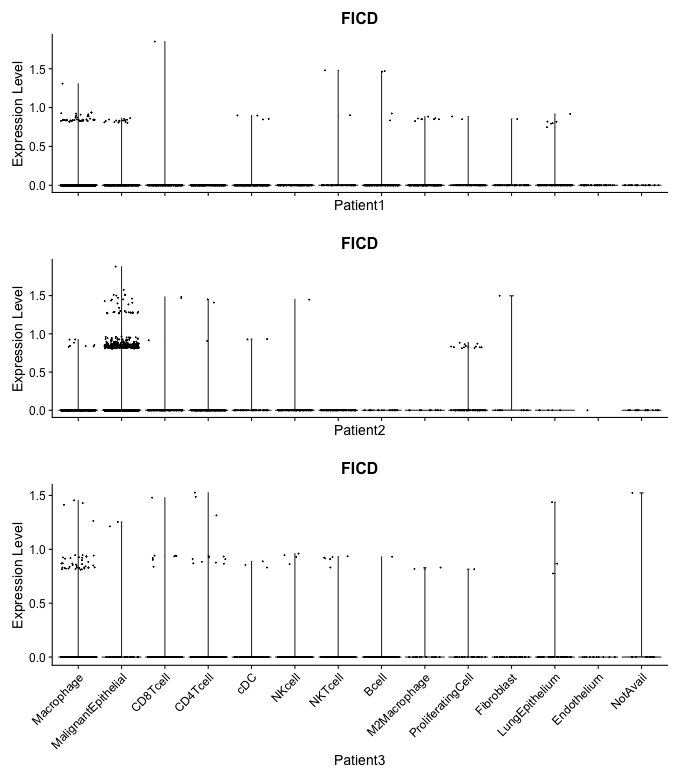 FICD
Expression Level
1.5
1.0
0.5
0.0
Patient1
FICD
Expression Level
1.5
1.0
0.5
0.0
Patient2
FICD
Expression Level
1.5
1.0
0.5
0.0
Macrophage
MalignantEpithelial
CD8Tcell
CD4Tcell
cDC
NKcell
NKTcell
Bcell
M2Macrophage
ProliferatingCell
Fibroblast
LungEpithelium
Endothelium
NotAvail
Patient3